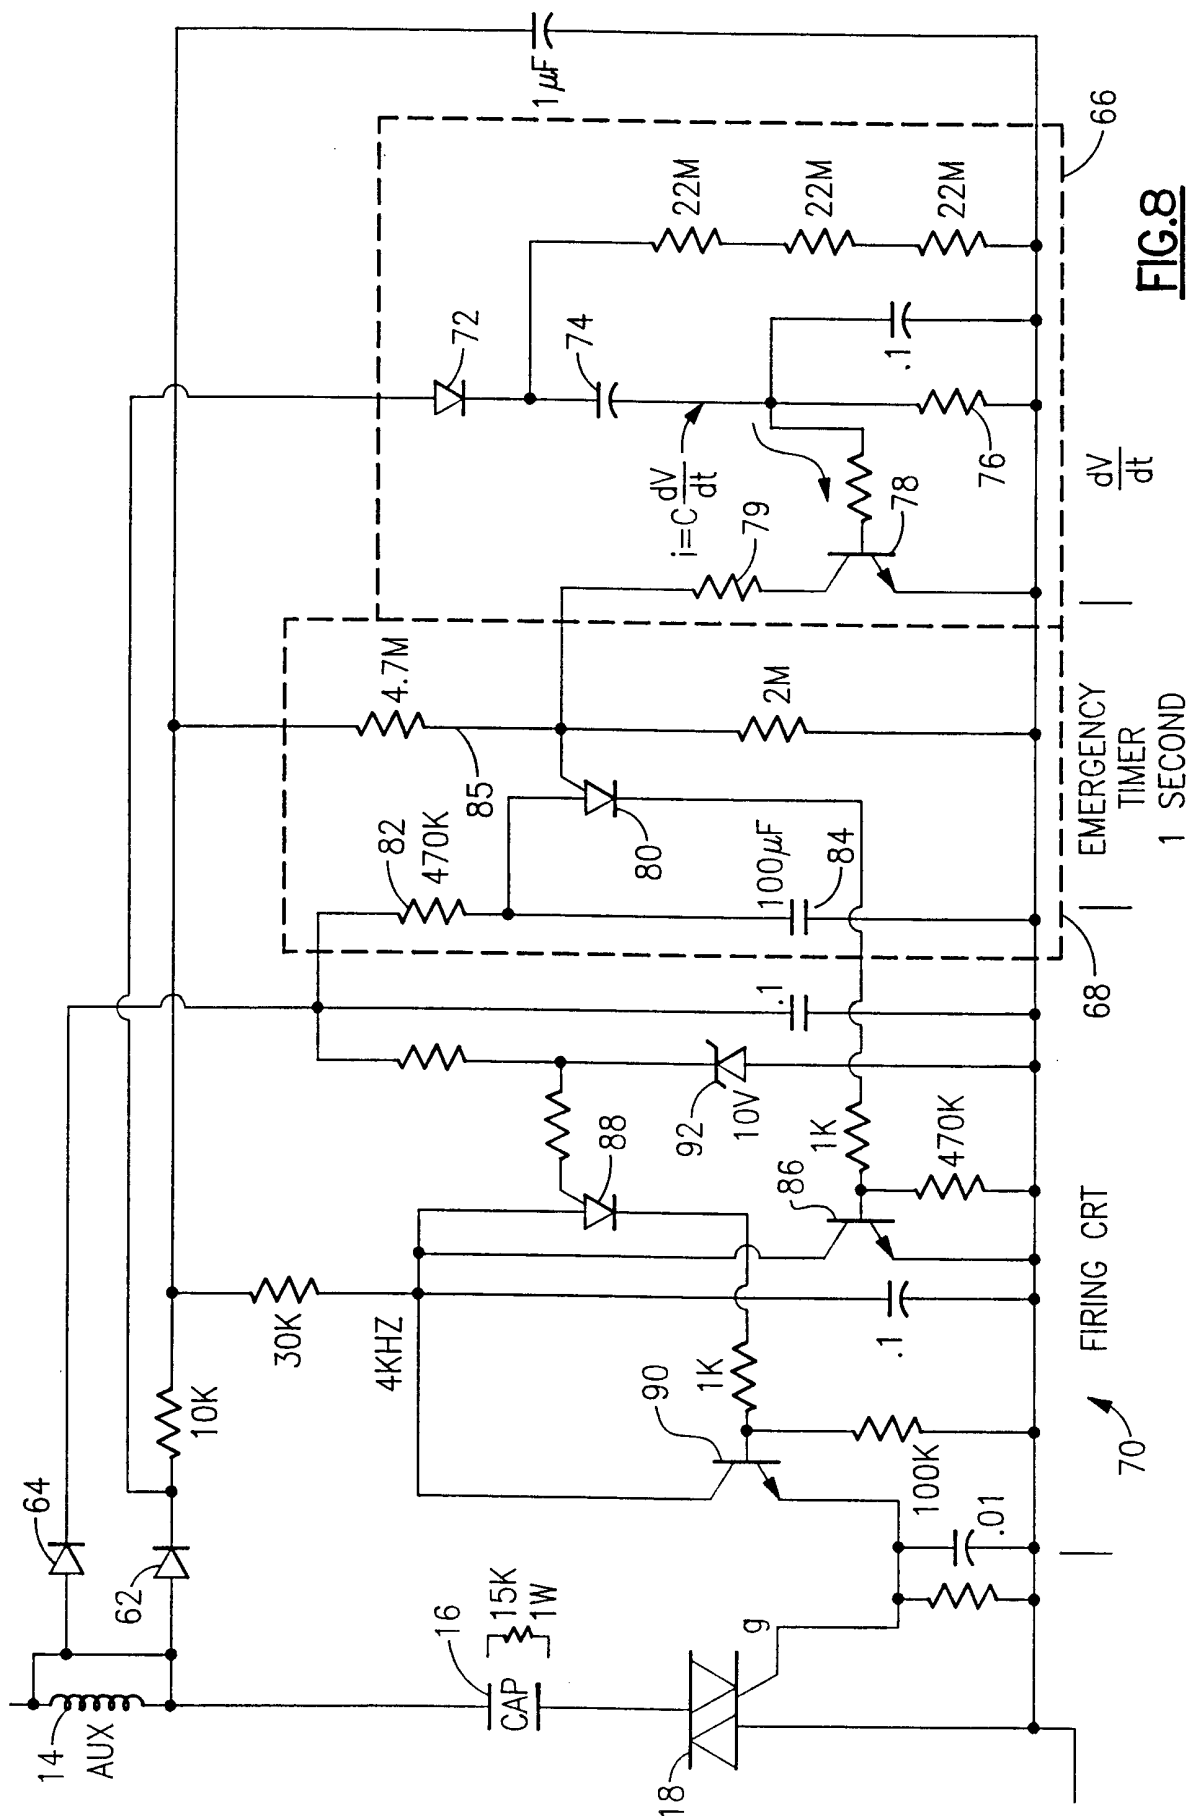 14
AUX
64
62
10K
16
CAP
15K
1W
18
g
30K
4KHZ
90
1K
100K
.01
.1
70
FIRING CRT
88
86
1K
470K
92
10V
.1
68
82
470K
100µF
84
80
85
4.7M
2M
EMERGENCY
TIMER
1 SECOND
79
78
i=C dV
dt
72
74
76
.1
dV
dt
22M
22M
22M
1µF
66
FIG.8